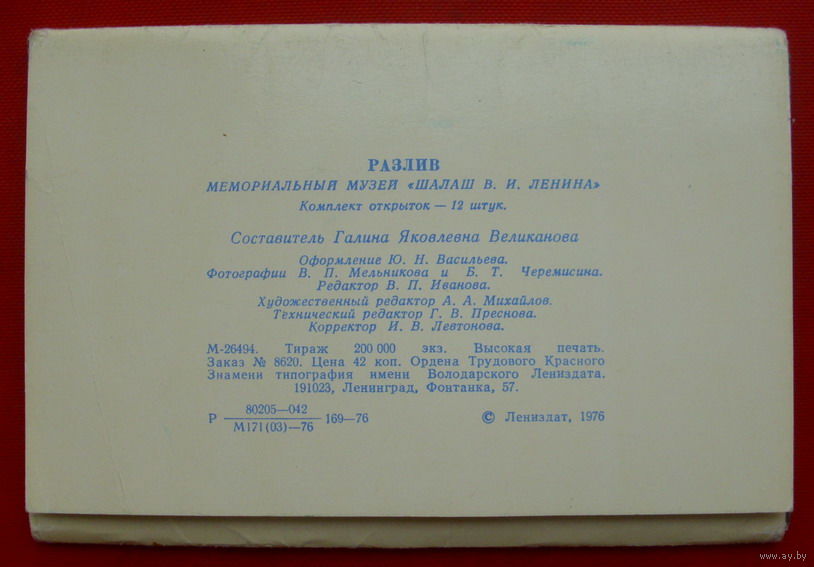 РАЗЛИВ
МЕМОРИАЛЬНЫЙ МУЗЕЙ «ШАЛАШ В. И. ЛЕНИНА»
Комплект открыток — 12 штук.
Составитель Галина Яковлевна Великанова
Оформление Ю. Н. Васильева.
Фотографии В. П. Мельникова и Б. Т. Черемисина.
Редактор В. П. Иванова.
Художественный редактор А. А. Михайлов.
Технический редактор Г. В. Преснова.
Корректор И. В. Левтонова.
М-26494. Тираж 200 000 экз. Высокая печать.
Заказ № 8620. Цена 42 коп. Ордена Трудового Красного
Знамени типография имени Володарского Лениздата.
191023, Ленинград, Фонтанка, 57.
Р 80205—042 169—76
М171(03)—76
© Лениздат, 1976
www.ay.by